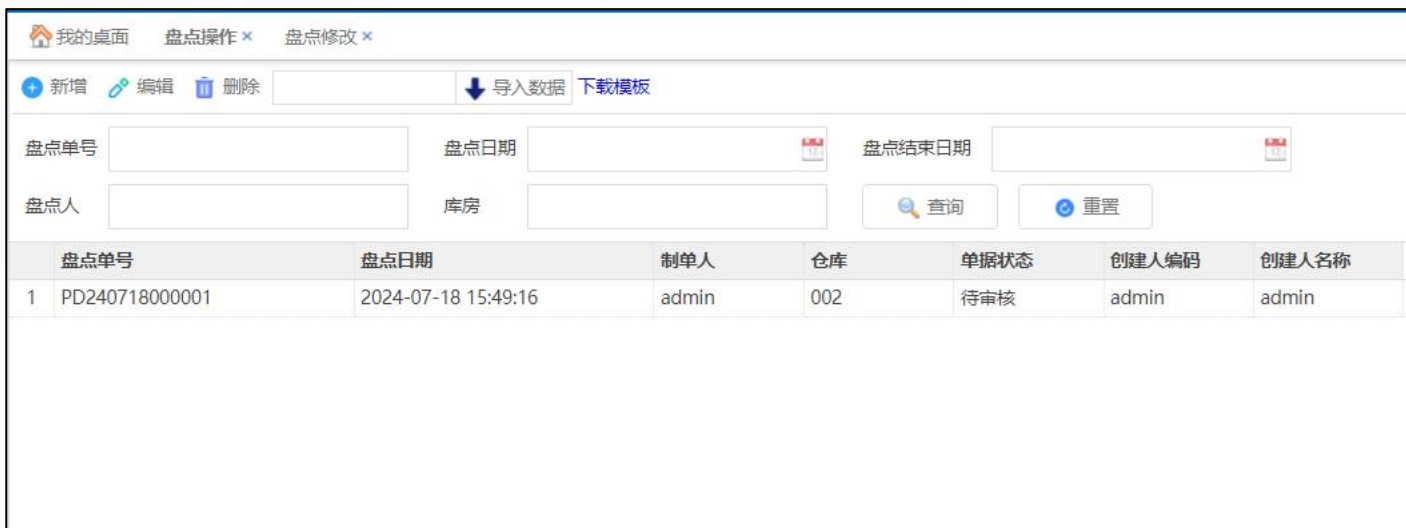 我的桌面 盘点操作× 盘点修改×
新增 编辑 删除 导入数据 下载模板
盘点单号 盘点日期 盘点结束日期
盘点人 库房 查询 重置
盘点单号 盘点日期 制单人 仓库 单据状态 创建人编码 创建人名称
1 PD240718000001 2024-07-18 15:49:16 admin 002 待审核 admin admin